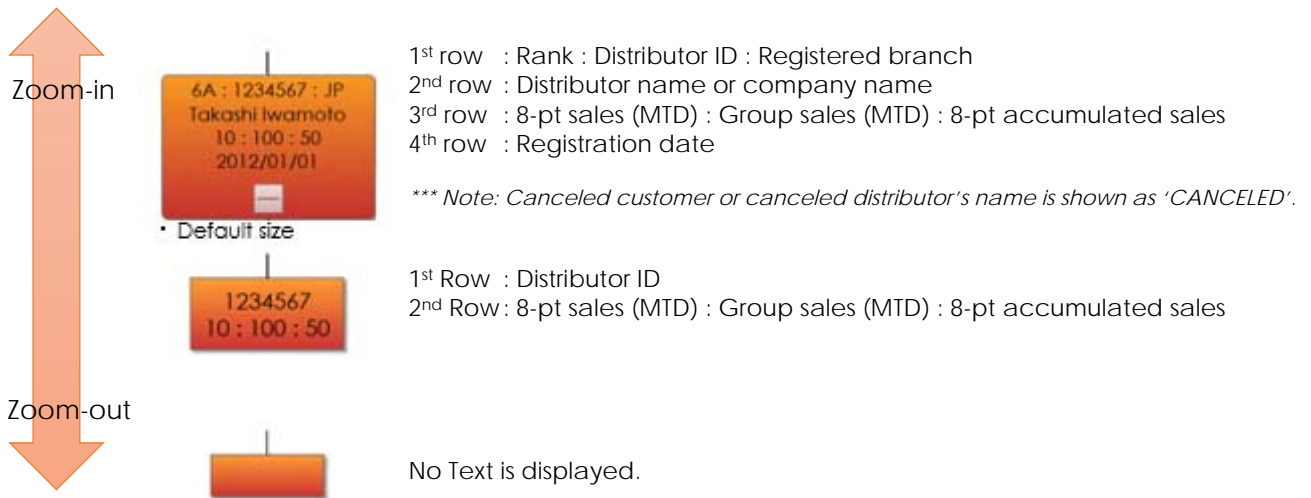 Zoom-in
6A : 1234567 : JP
Takashi Iwamoto
10 : 100 : 50
2012/01/01
• Default size
1st row : Rank : Distributor ID : Registered branch
2nd row : Distributor name or company name
3rd row : 8-pt sales (MTD) : Group sales (MTD) : 8-pt accumulated sales
4th row : Registration date
*** Note: Canceled customer or canceled distributor's name is shown as 'CANCELED'.
1234567
10 : 100 : 50
1st Row : Distributor ID
2nd Row : 8-pt sales (MTD) : Group sales (MTD) : 8-pt accumulated sales
Zoom-out
No Text is displayed.